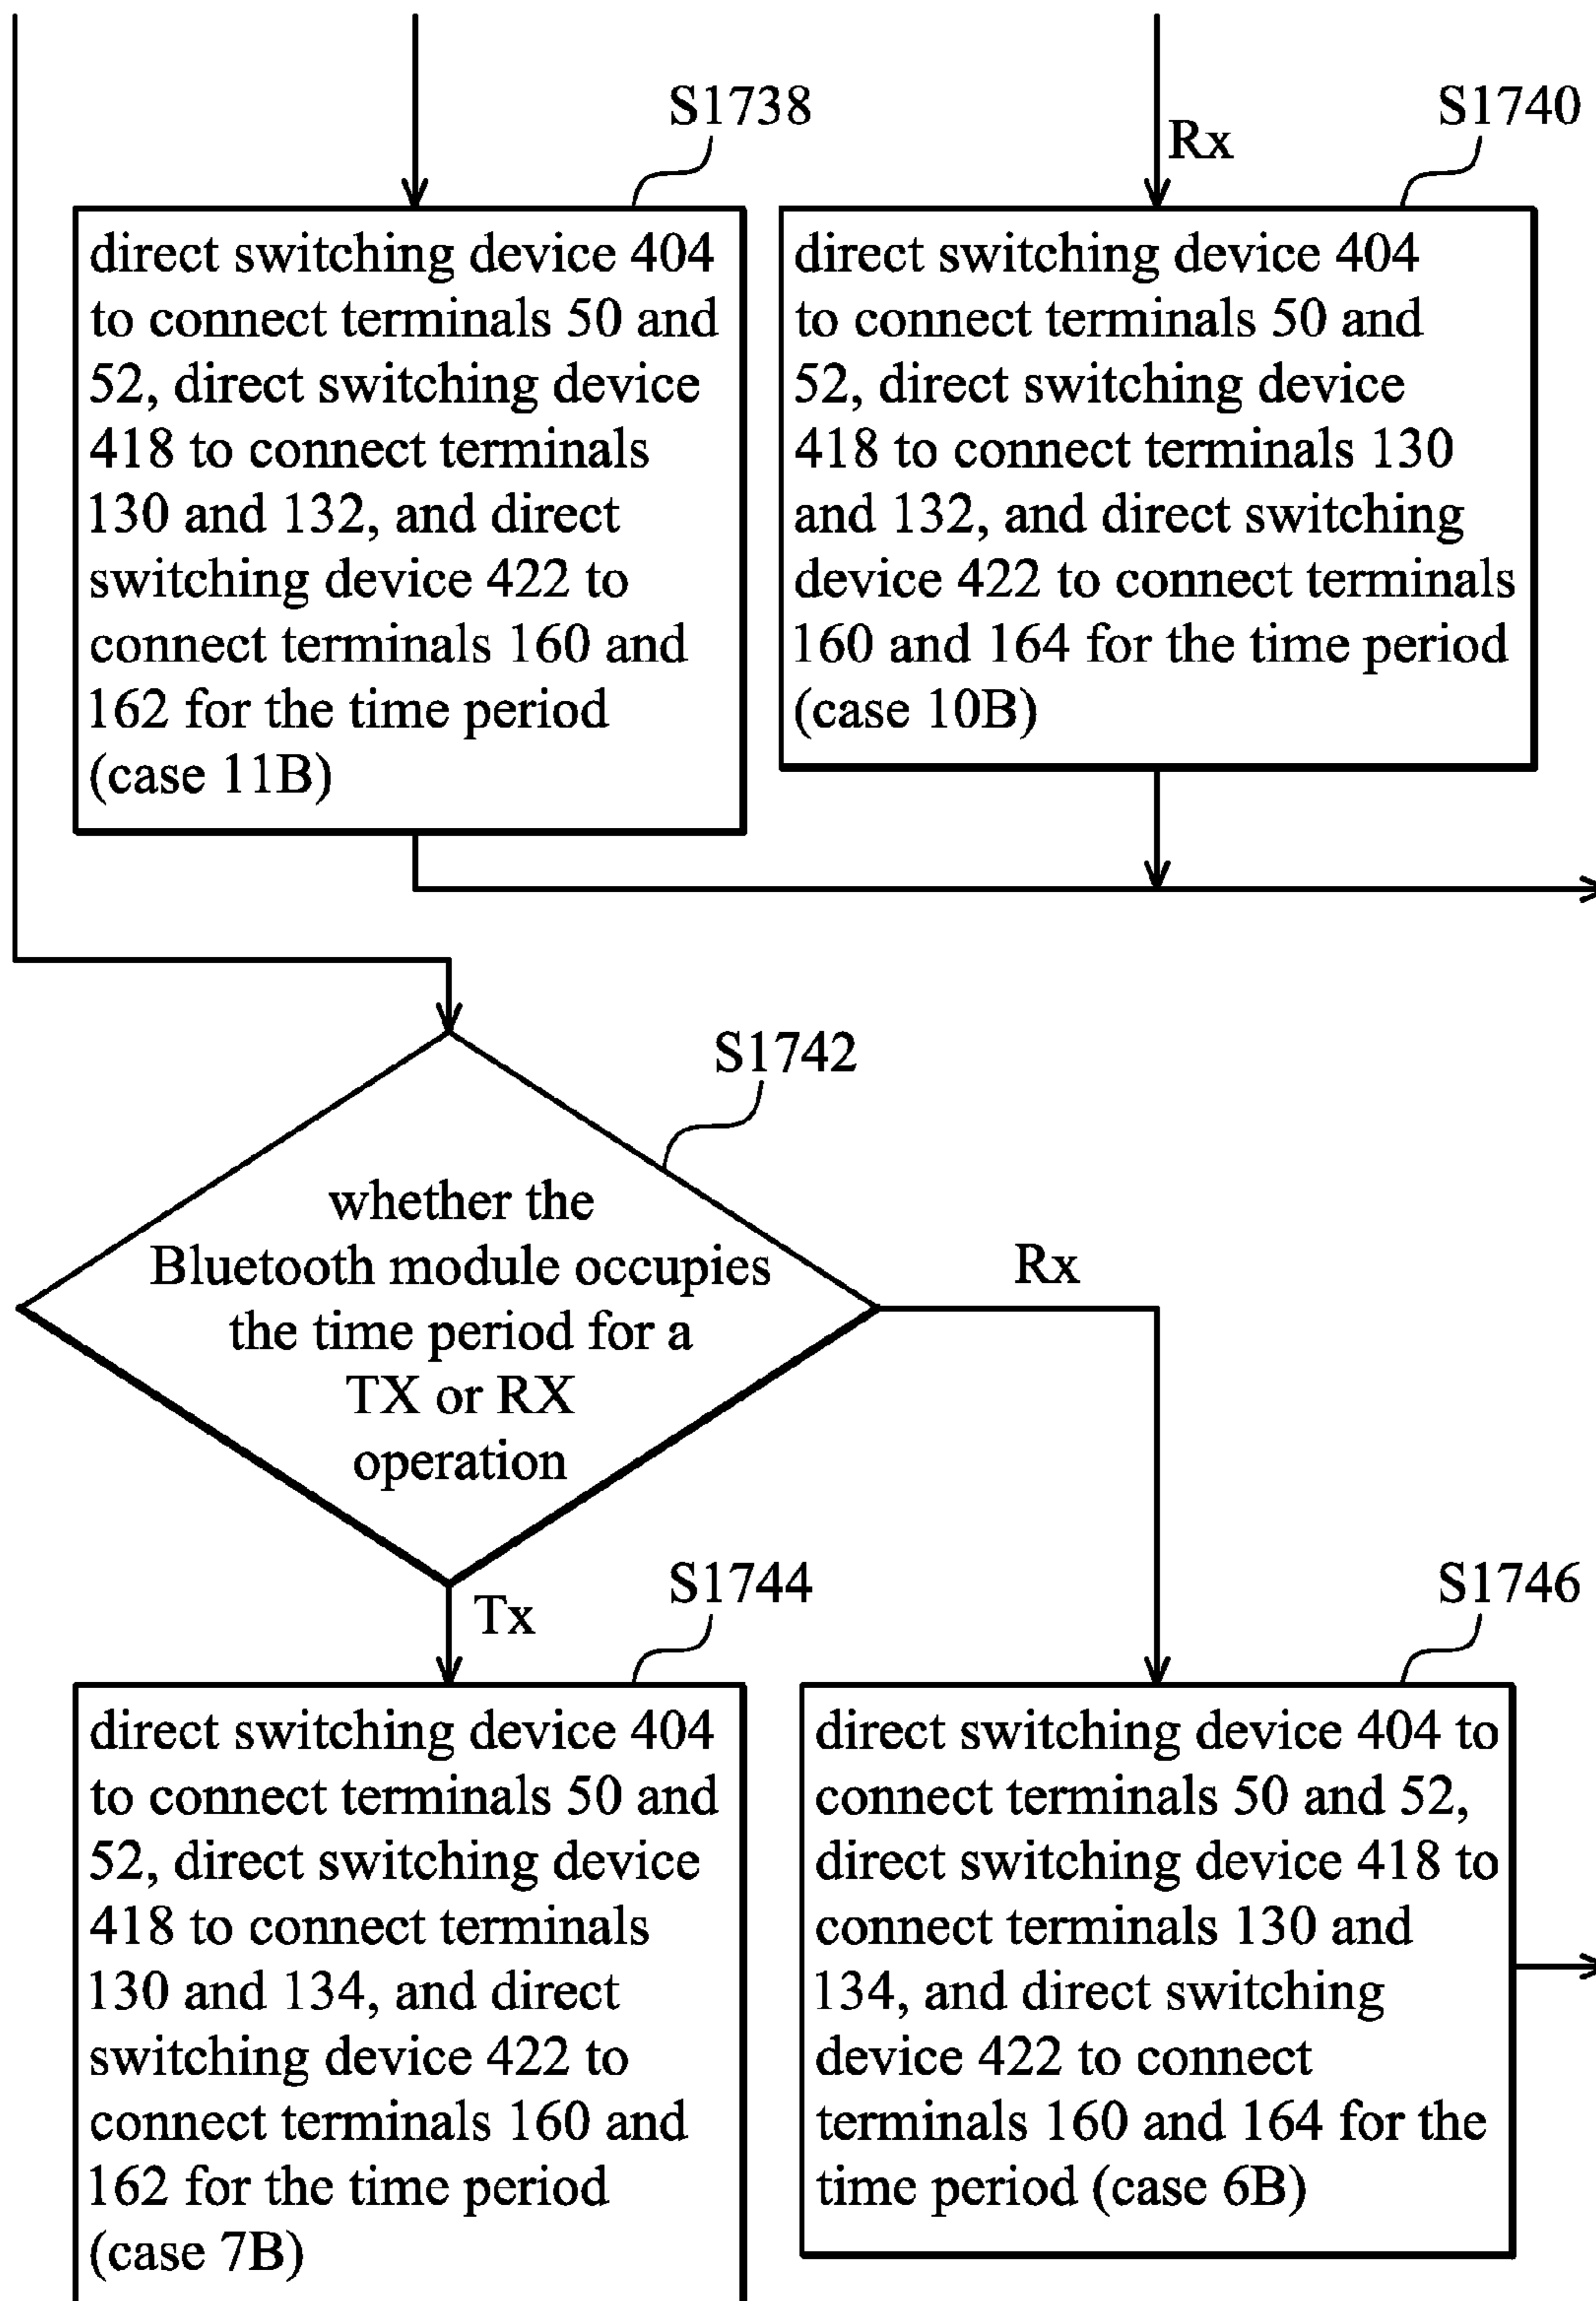 S1738
direct switching device 404
to connect terminals 50 and
52, direct switching device
418 to connect terminals
130 and 132, and direct
switching device 422 to
connect terminals 160 and
162 for the time period
(case 11B)
Rx
S1740
direct switching device 404
to connect terminals 50 and
52, direct switching device
418 to connect terminals 130
and 132, and direct switching
device 422 to connect terminals
160 and 164 for the time period
(case 10B)
S1742
whether the
Bluetooth module occupies
the time period for a
TX or RX
operation
Rx
Tx
S1744
direct switching device 404
to connect terminals 50 and
52, direct switching device
418 to connect terminals
130 and 134, and direct
switching device 422 to
connect terminals 160 and
162 for the time period
(case 7B)
S1746
direct switching device 404 to
connect terminals 50 and 52,
direct switching device 418 to
connect terminals 130 and
134, and direct switching
device 422 to connect
terminals 160 and 164 for the
time period (case 6B)